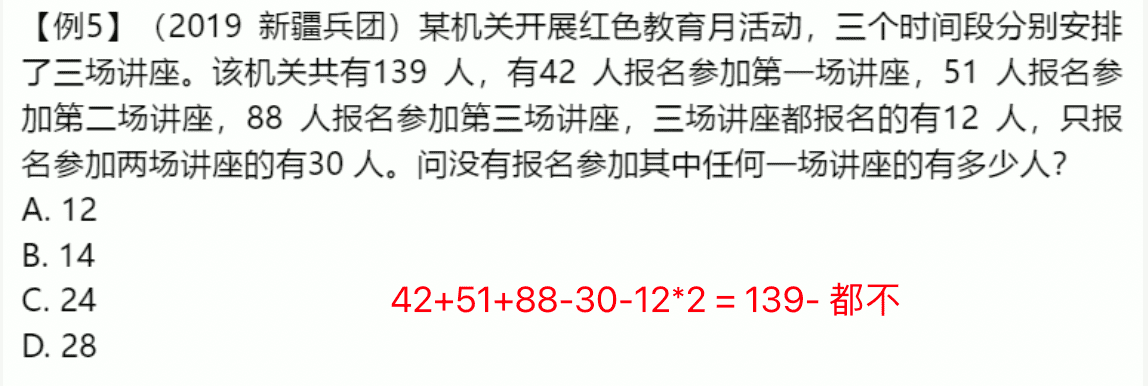 【例5】（2019 新疆兵团）某机关开展红色教育月活动，三个时间段分别安排
了三场讲座。该机关共有139 人，有42 人报名参加第一场讲座，51 人报名参
加第二场讲座，88 人报名参加第三场讲座，三场讲座都报名的有12 人，只报
名参加两场讲座的有30 人。问没有报名参加其中任何一场讲座的有多少人？
A. 12
B. 14
C. 24
42+51+88-30-12*2 = 139- 都不
D. 28